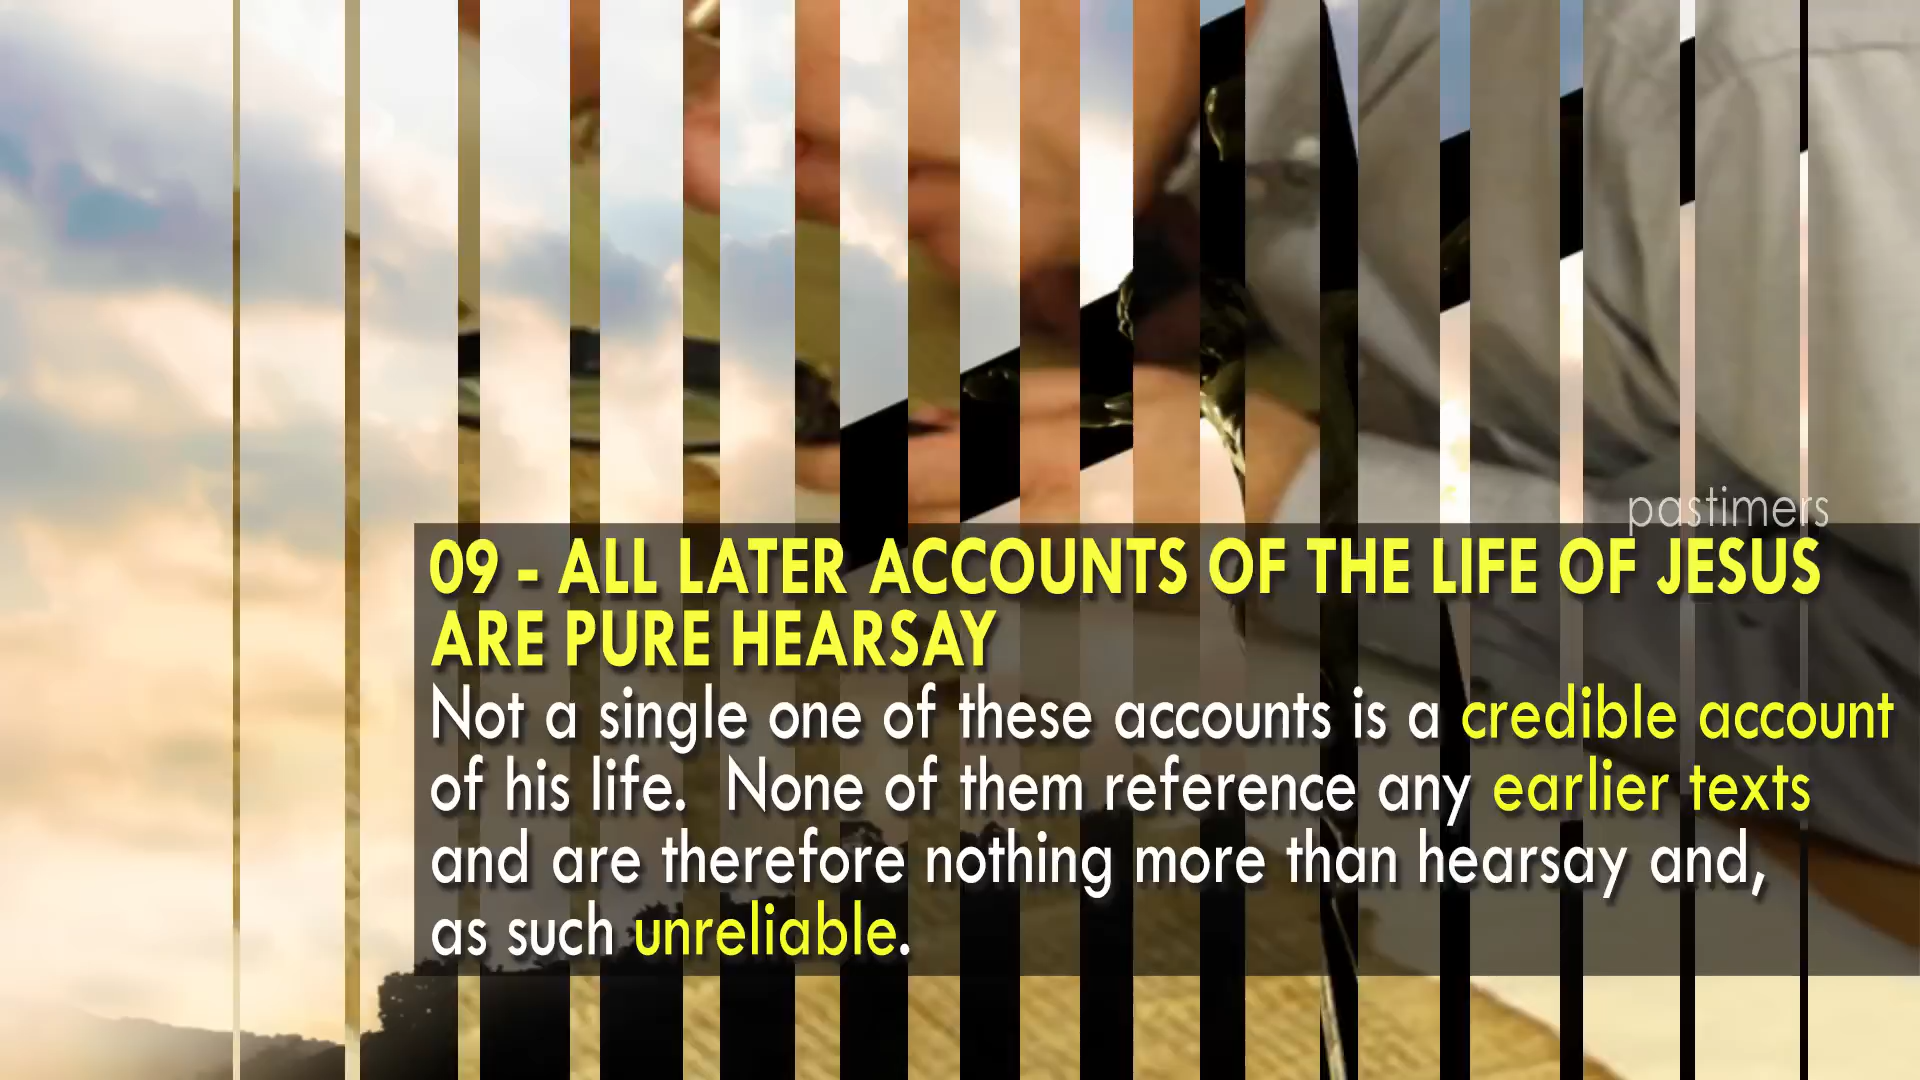 pastimers
09 - ALL LATER ACCOUNTS OF THE LIFE OF JESUS
ARE PURE HEARSAY
Not a single one of these accounts is a credible account
of his life.  None of them reference any earlier texts
and are therefore nothing more than hearsay and,
as such unreliable.